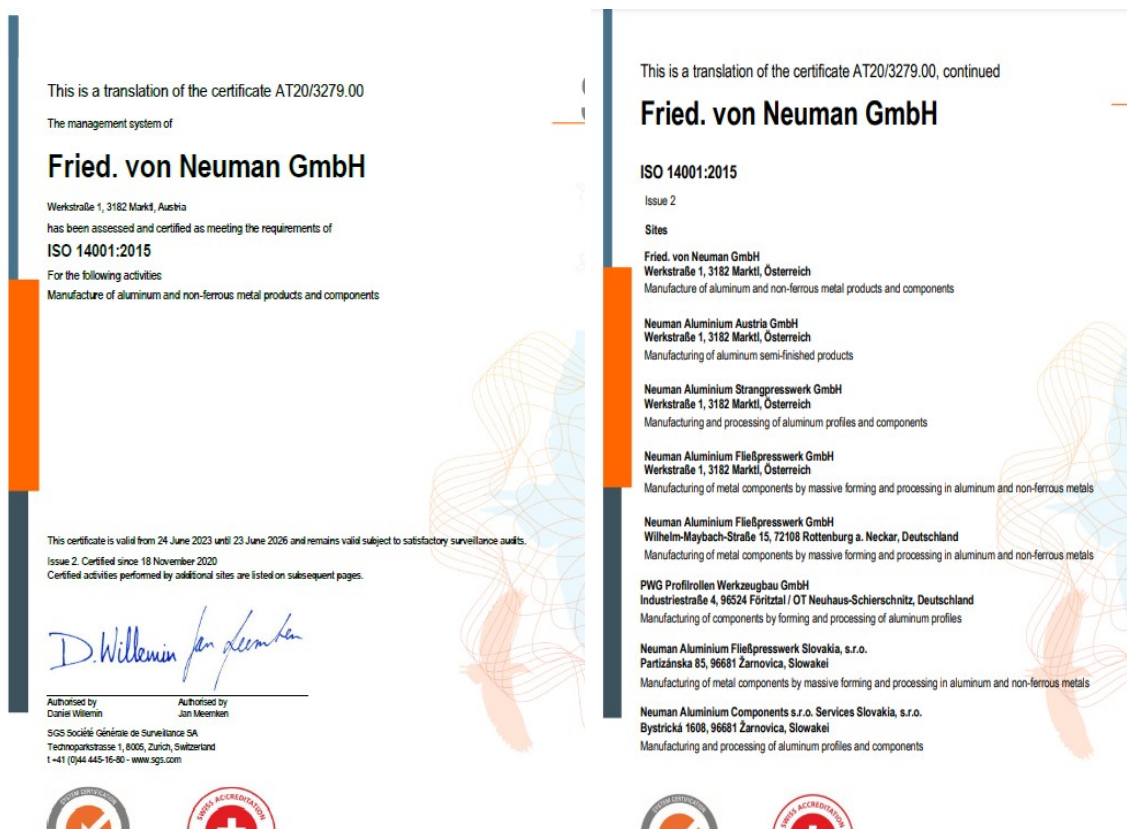 This is a translation of the certificate AT20/3279.00
The management system of
Fried. von Neuman GmbH
Werkstraße 1, 3182 Marktl, Austria
has been assessed and certified as meeting the requirements of
ISO 14001:2015
For the following activities
Manufacture of aluminum and non-ferrous metal products and components
This certificate is valid from 24 June 2023 until 23 June 2026 and remains valid subject to satisfactory surveillance audits.
Issue 2. Certified since 18 November 2020
Certified activities performed by additional sites are listed on subsequent pages.
D. Willemin Jan Meemken
Authorised by Authorised by
Daniel Willemin Jan Meemken
SGS Société Générale de Surveillance SA
Technoparkstrasse 1, 8005, Zurich, Switzerland
t +41 (0)44 445-16-80 - www.sgs.com
SYSTEM CERTIFICATION
SWISS ACCREDITATION
This is a translation of the certificate AT20/3279.00, continued
Fried. von Neuman GmbH
ISO 14001:2015
Issue 2
Sites
Fried. von Neuman GmbH
Werkstraße 1, 3182 Marktl, Österreich
Manufacture of aluminum and non-ferrous metal products and components
Neuman Aluminium Austria GmbH
Werkstraße 1, 3182 Marktl, Österreich
Manufacturing of aluminum semi-finished products
Neuman Aluminium Strangpresswerk GmbH
Werkstraße 1, 3182 Marktl, Österreich
Manufacturing and processing of aluminum profiles and components
Neuman Aluminium Fließpresswerk GmbH
Werkstraße 1, 3182 Marktl, Österreich
Manufacturing of metal components by massive forming and processing in aluminum and non-ferrous metals
Neuman Aluminium Fließpresswerk GmbH
Wilhelm-Maybach-Straße 15, 72108 Rottenburg a. Neckar, Deutschland
Manufacturing of metal components by massive forming and processing in aluminum and non-ferrous metals
PWG Profilrollen Werkzeugbau GmbH
Industriestraße 4, 96524 Föritztal / OT Neuhaus-Schierschnitz, Deutschland
Manufacturing of components by forming and processing of aluminum profiles
Neuman Aluminium Fließpresswerk Slovakia, s.r.o.
Partizánska 85, 96681 Žarnovica, Slowakei
Manufacturing of metal components by massive forming and processing in aluminum and non-ferrous metals
Neuman Aluminium Components s.r.o. Services Slovakia, s.r.o.
Bystrická 1608, 96681 Žarnovica, Slowakei
Manufacturing and processing of aluminum profiles and components
SYSTEM CERTIFICATION
SWISS ACCREDITATION